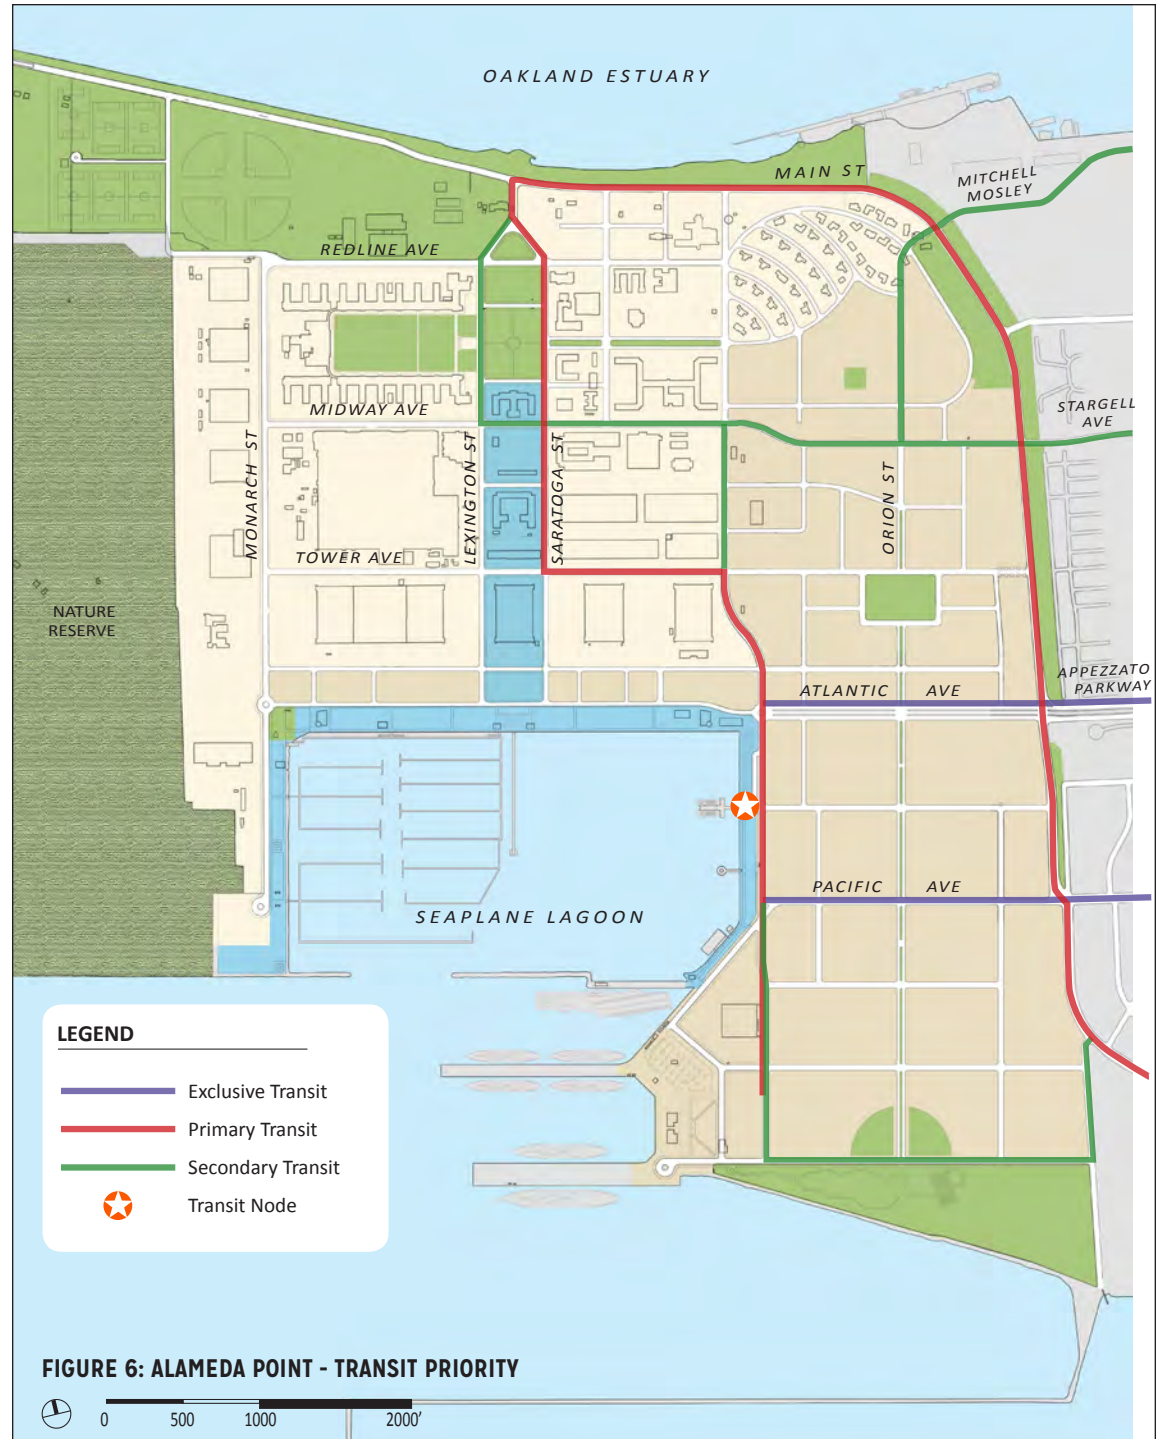 OAKLAND ESTUARY
MAIN ST
MITCHELL
MOSLEY
REDLINE AVE
MIDWAY AVE
STARGELL
AVE
MONARCH ST
LEXINGTON ST
SARATOGA ST
ORION ST
TOWER AVE
NATURE
RESERVE
ATLANTIC AVE
APPEZZATO
PARKWAY
PACIFIC AVE
SEAPLANE LAGOON
LEGEND
Exclusive Transit
Primary Transit
Secondary Transit
Transit Node
FIGURE 6: ALAMEDA POINT - TRANSIT PRIORITY
0 500 1000 2000'